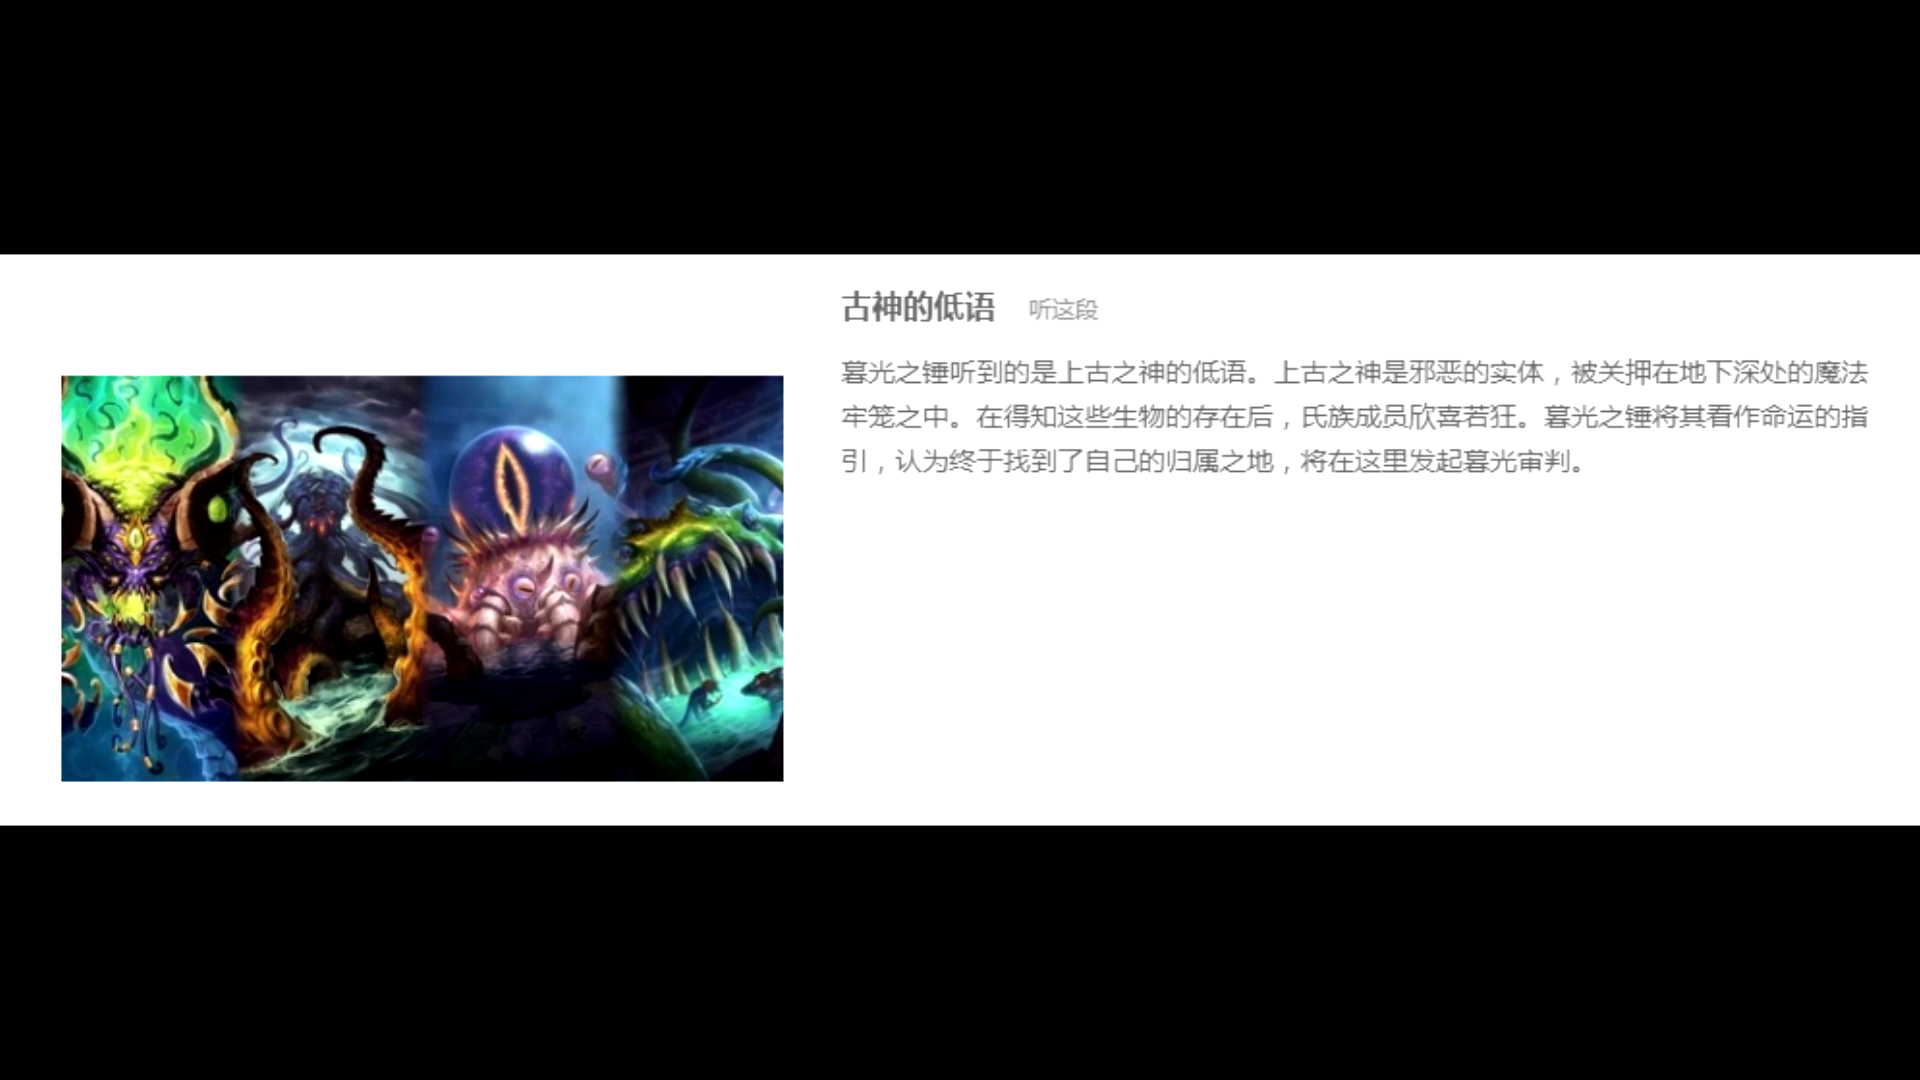 古神的低语 听这段
暮光之锤听到的是上古之神的低语。上古之神是邪恶的实体，被关押在地下深处的魔法
牢笼之中。在得知这些生物的存在后，氏族成员欣喜若狂。暮光之锤将其看作命运的指
引，认为终于找到了自己的归属之地，将在这里发起暮光审判。